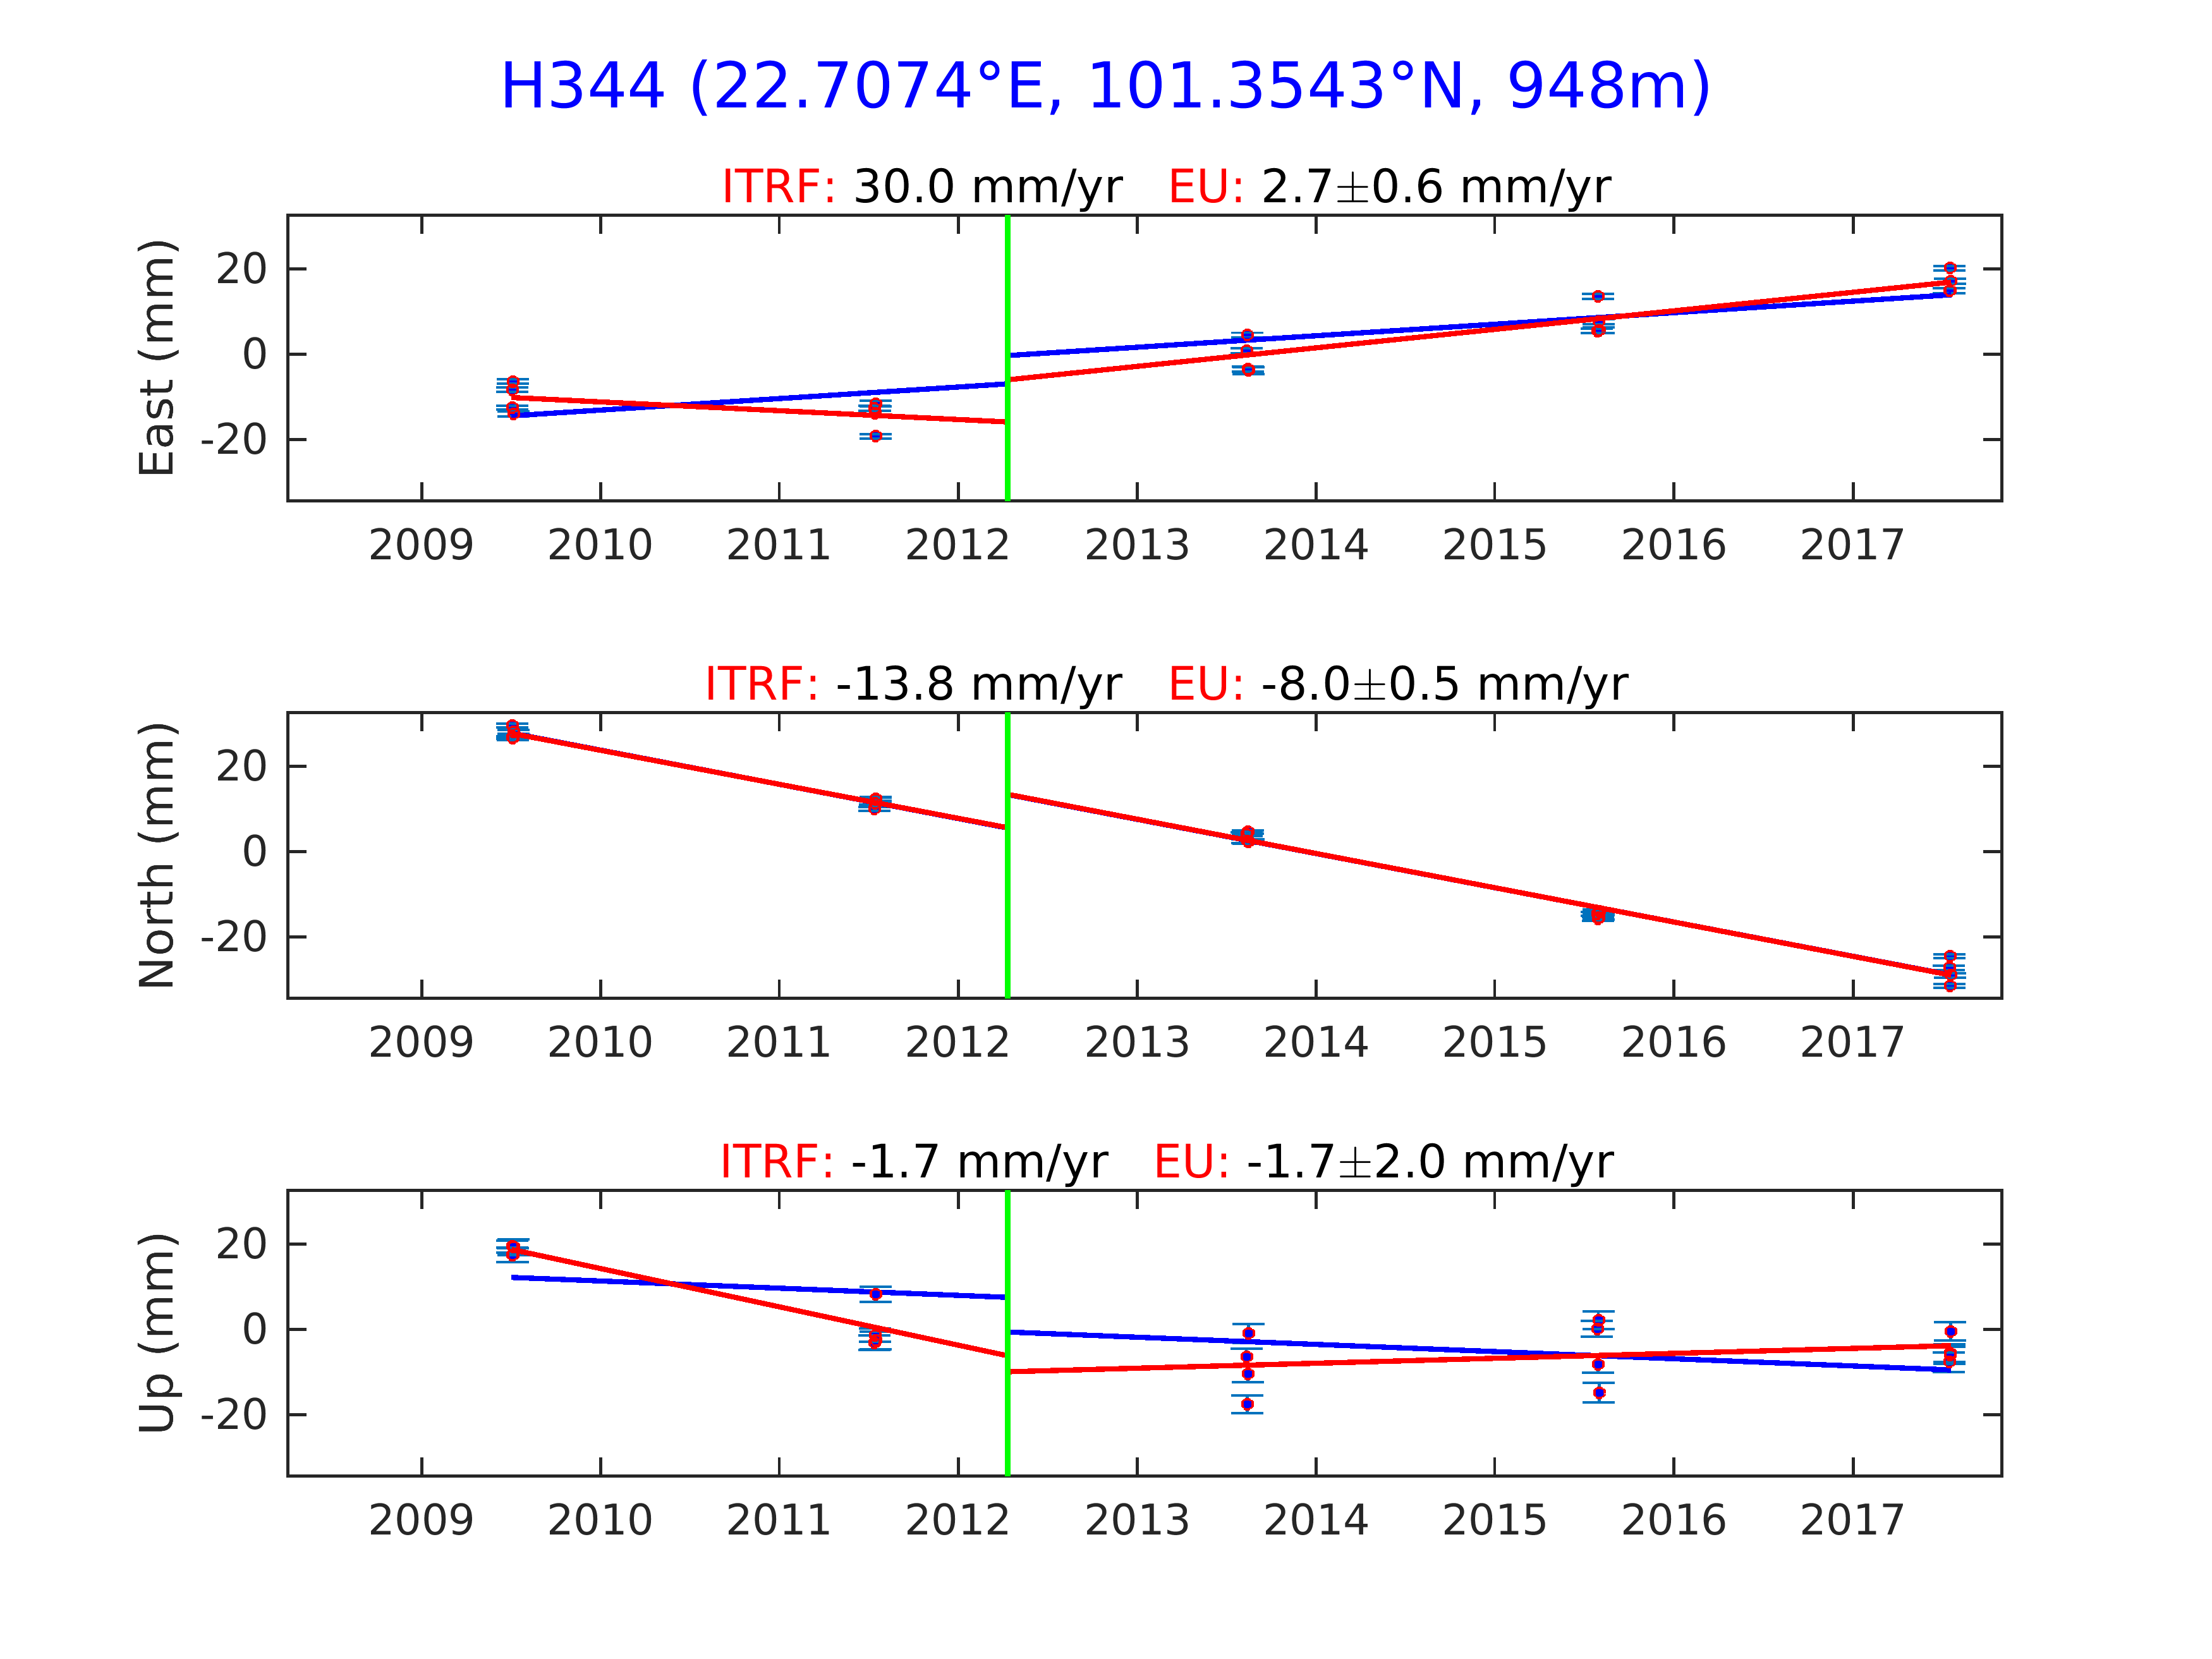 H344 (22.7074°E, 101.3543°N, 948m)
ITRF: 30.0 mm/yr EU: 2.7±0.6 mm/yr
East (mm)
20
0
-20
2009 2010 2011 2012 2013 2014 2015 2016 2017
ITRF: -13.8 mm/yr EU: -8.0±0.5 mm/yr
North (mm)
20
0
-20
2009 2010 2011 2012 2013 2014 2015 2016 2017
ITRF: -1.7 mm/yr EU: -1.7±2.0 mm/yr
Up (mm)
20
0
-20
2009 2010 2011 2012 2013 2014 2015 2016 2017